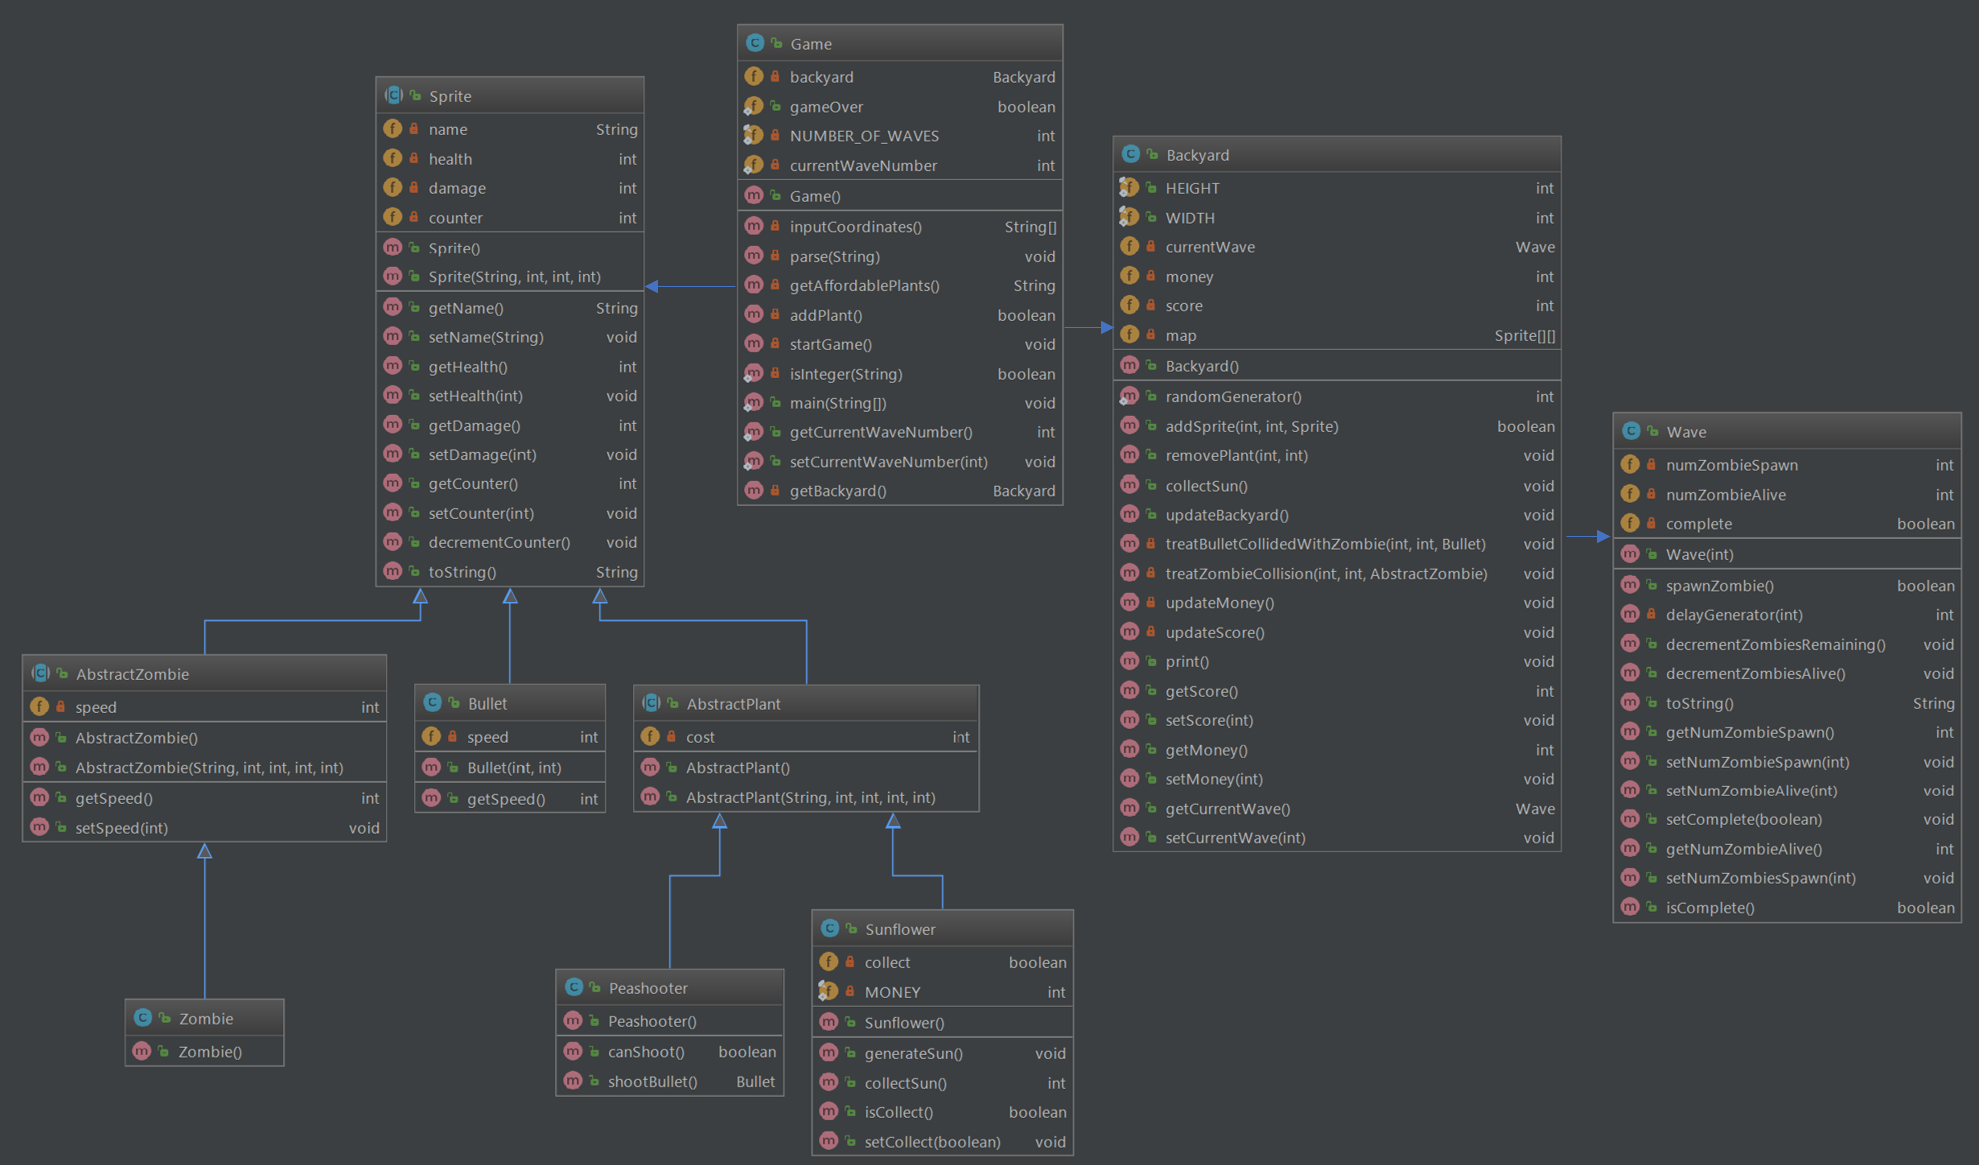 Game
backyard Backyard
gameOver boolean
NUMBER_OF_WAVES int
currentWaveNumber int
Game()
inputCoordinates() String[]
parse(String) void
getAffordablePlants() String
addPlant() boolean
startGame() void
isInteger(String) boolean
main(String[]) void
getCurrentWaveNumber() int
setCurrentWaveNumber(int) void
getBackyard() Backyard
Sprite
name String
health int
damage int
counter int
Sprite()
Sprite(String, int, int, int)
getName() String
setName(String) void
getHealth() int
setHealth(int) void
getDamage() int
setDamage(int) void
getCounter() int
setCounter(int) void
decrementCounter() void
toString() String
Backyard
HEIGHT int
WIDTH int
currentWave Wave
money int
score int
map Sprite[][]
Backyard()
randomGenerator() int
addSprite(int, int, Sprite) boolean
removePlant(int, int) void
collectSun() void
updateBackyard() void
treatBulletCollidedWithZombie(int, int, Bullet) void
treatZombieCollision(int, int, AbstractZombie) void
updateMoney() void
updateScore() void
print() void
getScore() int
setScore(int) void
getMoney() int
setMoney(int) void
getCurrentWave() Wave
setCurrentWave(int) void
Wave
numZombieSpawn int
numZombieAlive int
complete boolean
Wave(int)
spawnZombie() boolean
delayGenerator(int) int
decrementZombiesRemaining() void
decrementZombiesAlive() void
toString() String
getNumZombieSpawn() int
setNumZombieSpawn(int) void
setNumZombieAlive(int) void
setComplete(boolean) void
getNumZombieAlive() int
setNumZombiesSpawn(int) void
isComplete() boolean
AbstractZombie
speed int
AbstractZombie()
AbstractZombie(String, int, int, int, int)
getSpeed() int
setSpeed(int) void
Bullet
speed int
Bullet(int, int)
getSpeed() int
AbstractPlant
cost int
AbstractPlant()
AbstractPlant(String, int, int, int, int)
Zombie
Zombie()
Peashooter
Peashooter()
canShoot() boolean
shootBullet() Bullet
Sunflower
collect boolean
MONEY int
Sunflower()
generateSun() void
collectSun() int
isCollect() boolean
setCollect(boolean) void